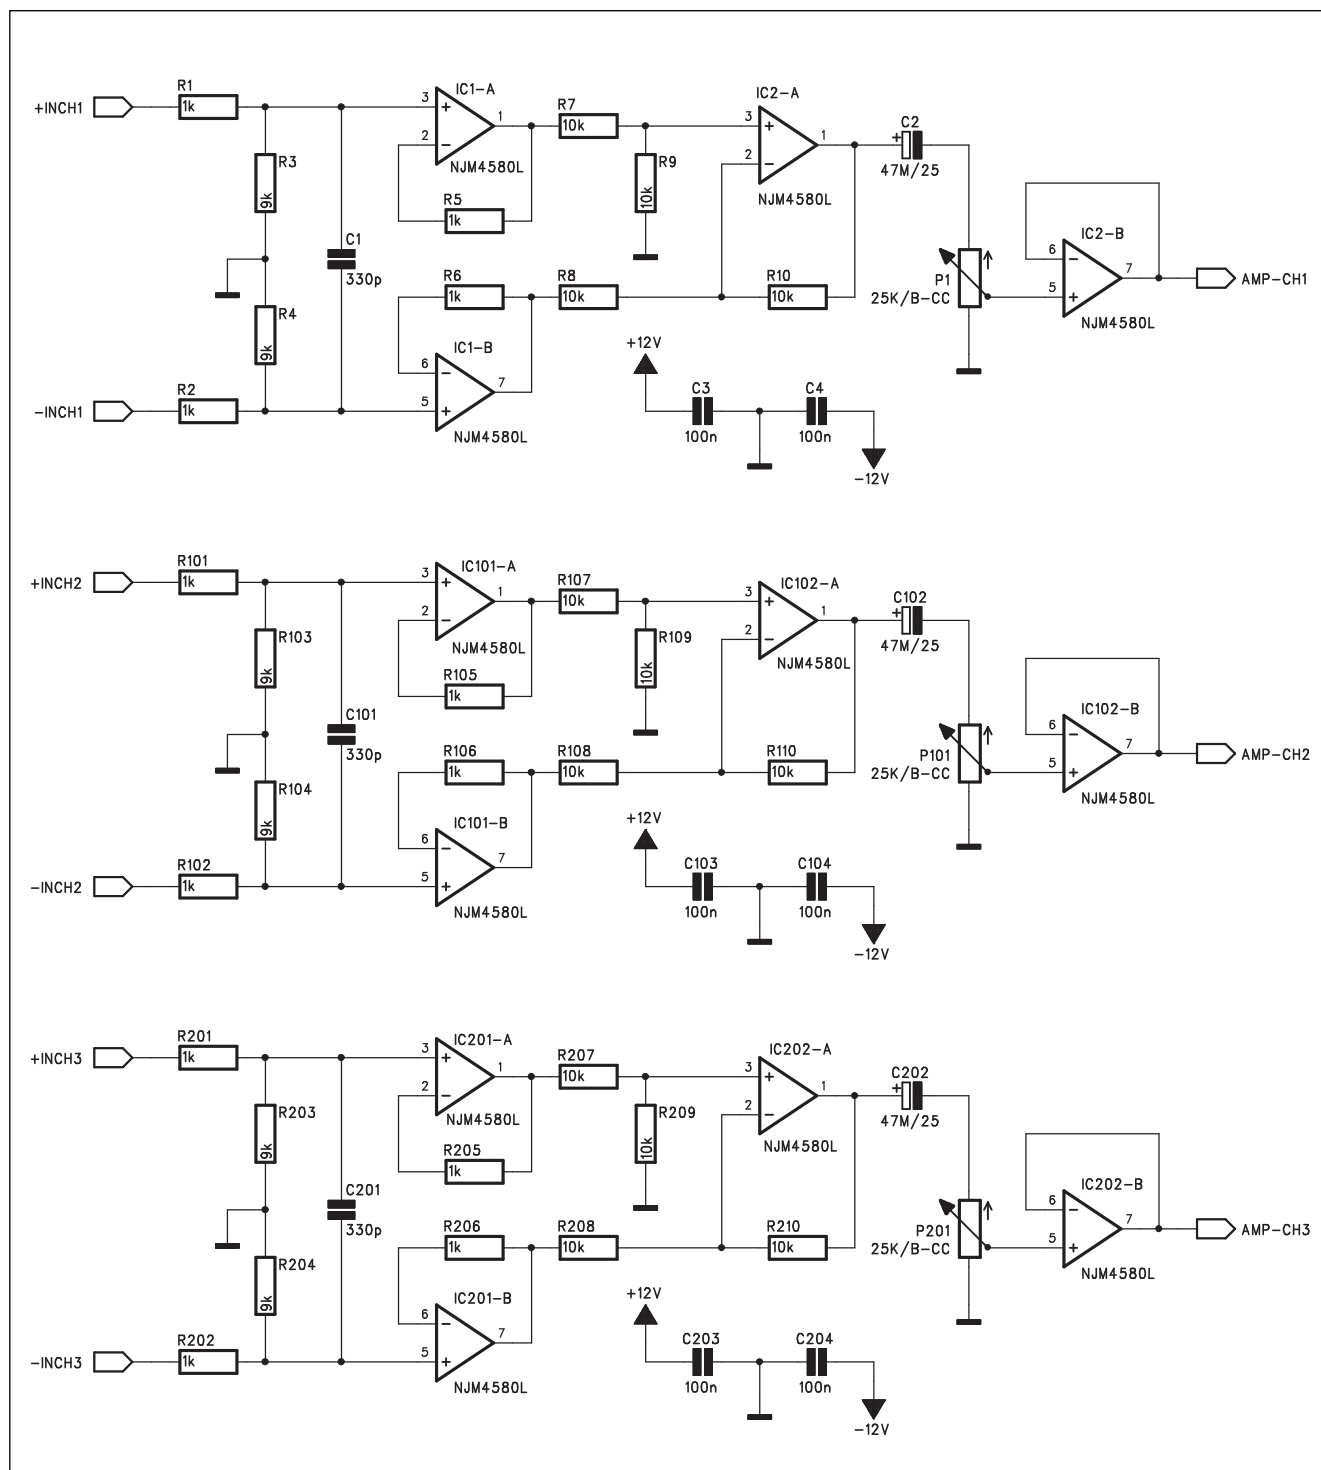 R1
1k
+INCH1
R3
9k
R4
9k
R2
1k
-INCH1
C1
330p
IC1-A
3
+
2
-
1
NJM4580L
R5
1k
R6
1k
IC1-B
6
-
5
+
7
NJM4580L
R7
10k
R9
10k
R8
10k
IC2-A
3
+
2
-
1
NJM4580L
R10
10k
C2
+
47M/25
P1
25K/B-CC
IC2-B
6
-
5
+
7
NJM4580L
AMP-CH1
+12V
C3
100n
C4
100n
-12V
R101
1k
+INCH2
R103
9k
R104
9k
R102
1k
-INCH2
C101
330p
IC101-A
3
+
2
-
1
NJM4580L
R105
1k
R106
1k
IC101-B
6
-
5
+
7
NJM4580L
R107
10k
R109
10k
R108
10k
IC102-A
3
+
2
-
1
NJM4580L
R110
10k
C102
+
47M/25
P101
25K/B-CC
IC102-B
6
-
5
+
7
NJM4580L
AMP-CH2
+12V
C103
100n
C104
100n
-12V
R201
1k
+INCH3
R203
9k
R204
9k
R202
1k
-INCH3
C201
330p
IC201-A
3
+
2
-
1
NJM4580L
R205
1k
R206
1k
IC201-B
6
-
5
+
7
NJM4580L
R207
10k
R209
10k
R208
10k
IC202-A
3
+
2
-
1
NJM4580L
R210
10k
C202
+
47M/25
P201
25K/B-CC
IC202-B
6
-
5
+
7
NJM4580L
AMP-CH3
+12V
C203
100n
C204
100n
-12V